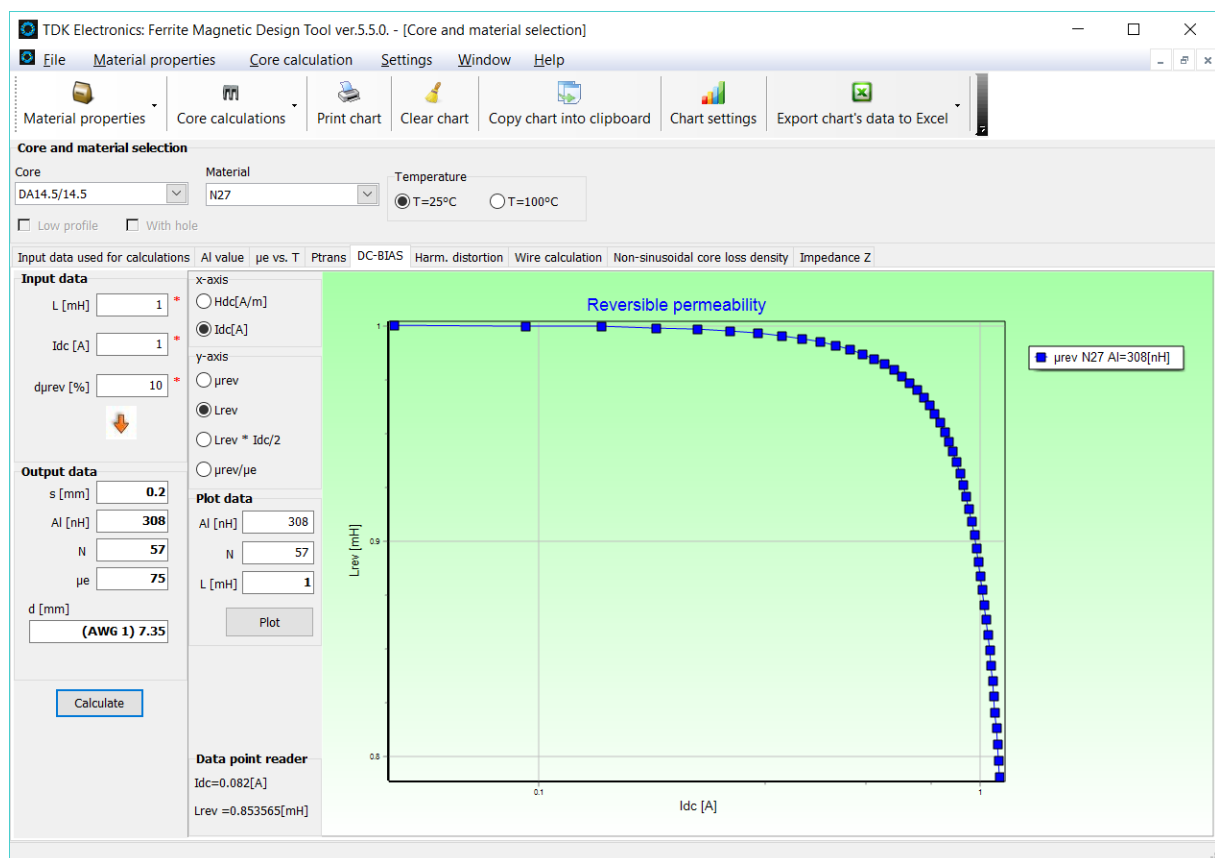 TDK Electronics: Ferrite Magnetic Design Tool ver.5.5.0. - [Core and material selection]
File Material properties Core calculation Settings Window Help
Material properties Core calculations Print chart Clear chart Copy chart into clipboard Chart settings Export chart's data to Excel
Core and material selection
Core Material Temperature
DA14.5/14.5 N27 T=25ºC T=100ºC
Low profile With hole
Input data used for calculations Al value µe vs. T Ptrans DC-BIAS Harm. distortion Wire calculation Non-sinusoidal core loss density Impedance Z
Input data
L [mH] 1 *
Idc [A] 1 *
dµrev [%] 10 *
Output data
s [mm] 0.2
Al [nH] 308
N 57
µe 75
d [mm]
(AWG 1) 7.35
Calculate
x-axis
Hdc[A/m]
Idc[A]
y-axis
µrev
Lrev
Lrev * Idc/2
µrev/µe
Plot data
Al [nH] 308
N 57
L [mH] 1
Plot
Data point reader
Idc=0.082[A]
Lrev =0.853565[mH]
Reversible permeability
µrev N27 Al=308[nH]
1
0.9
0.8
Lrev [mH]
0.1 1
Idc [A]